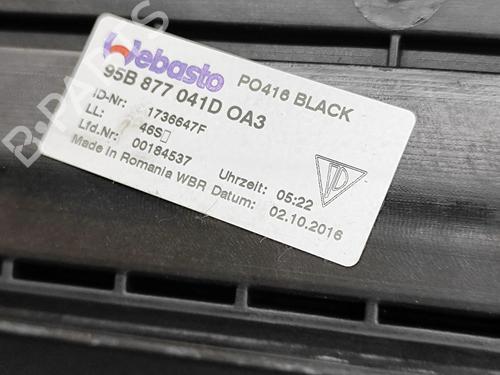 Webasto PO416 BLACK
95B 877 041D OA3
ID-Nr: 1736647F
LL: 46S
Lfd.Nr: 00184537 Uhrzeit: 05:22
Made in Romania WBR Datum: 02.10.2016
B-PARTS